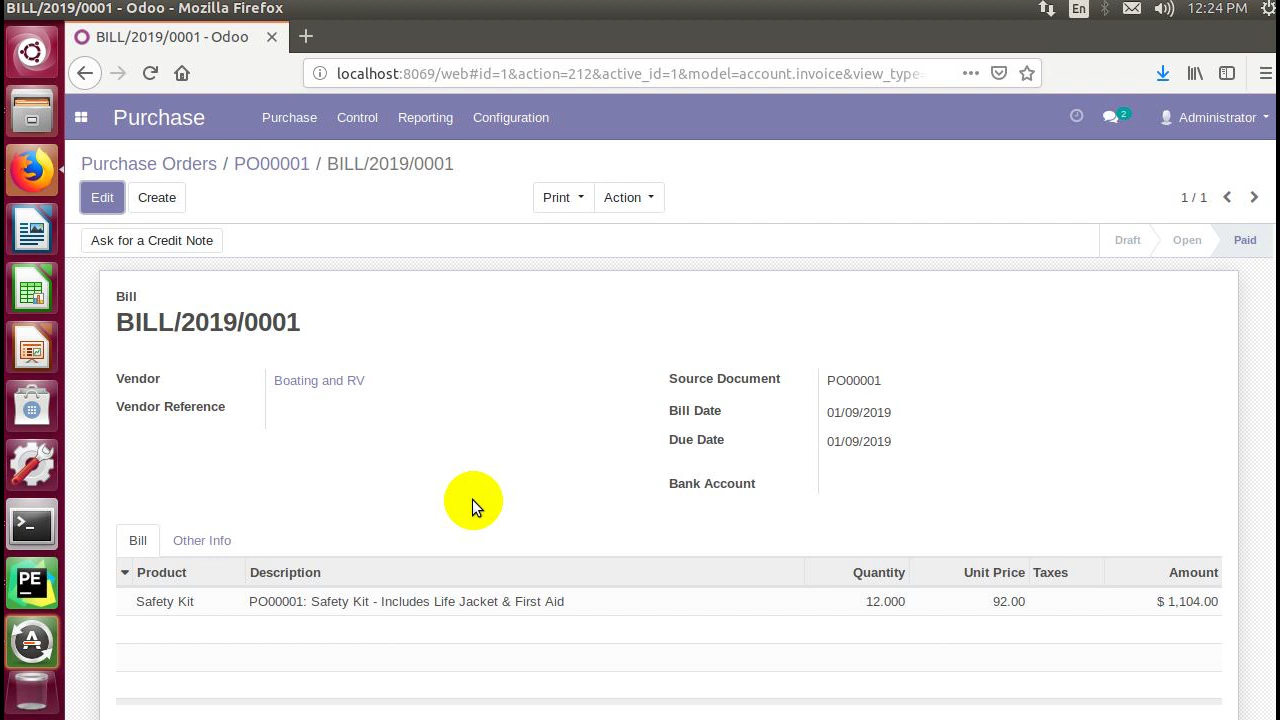 BILL/2019/0001 - Odoo - Mozilla Firefox
En
12:24 PM
BILL/2019/0001 - Odoo
localhost:8069/web#id=1&action=212&active_id=1&model=account.invoice&view_type=
Purchase
Purchase Control Reporting Configuration
2
Administrator
Purchase Orders / PO00001 / BILL/2019/0001
Edit Create
Print Action
1 / 1
Ask for a Credit Note
Draft Open Paid
Bill
BILL/2019/0001
Vendor Boating and RV
Vendor Reference
Source Document PO00001
Bill Date 01/09/2019
Due Date 01/09/2019
Bank Account
Bill Other Info
Product Description Quantity Unit Price Taxes Amount
Safety Kit PO00001: Safety Kit - Includes Life Jacket & First Aid 12.000 92.00 $ 1,104.00
PE
A